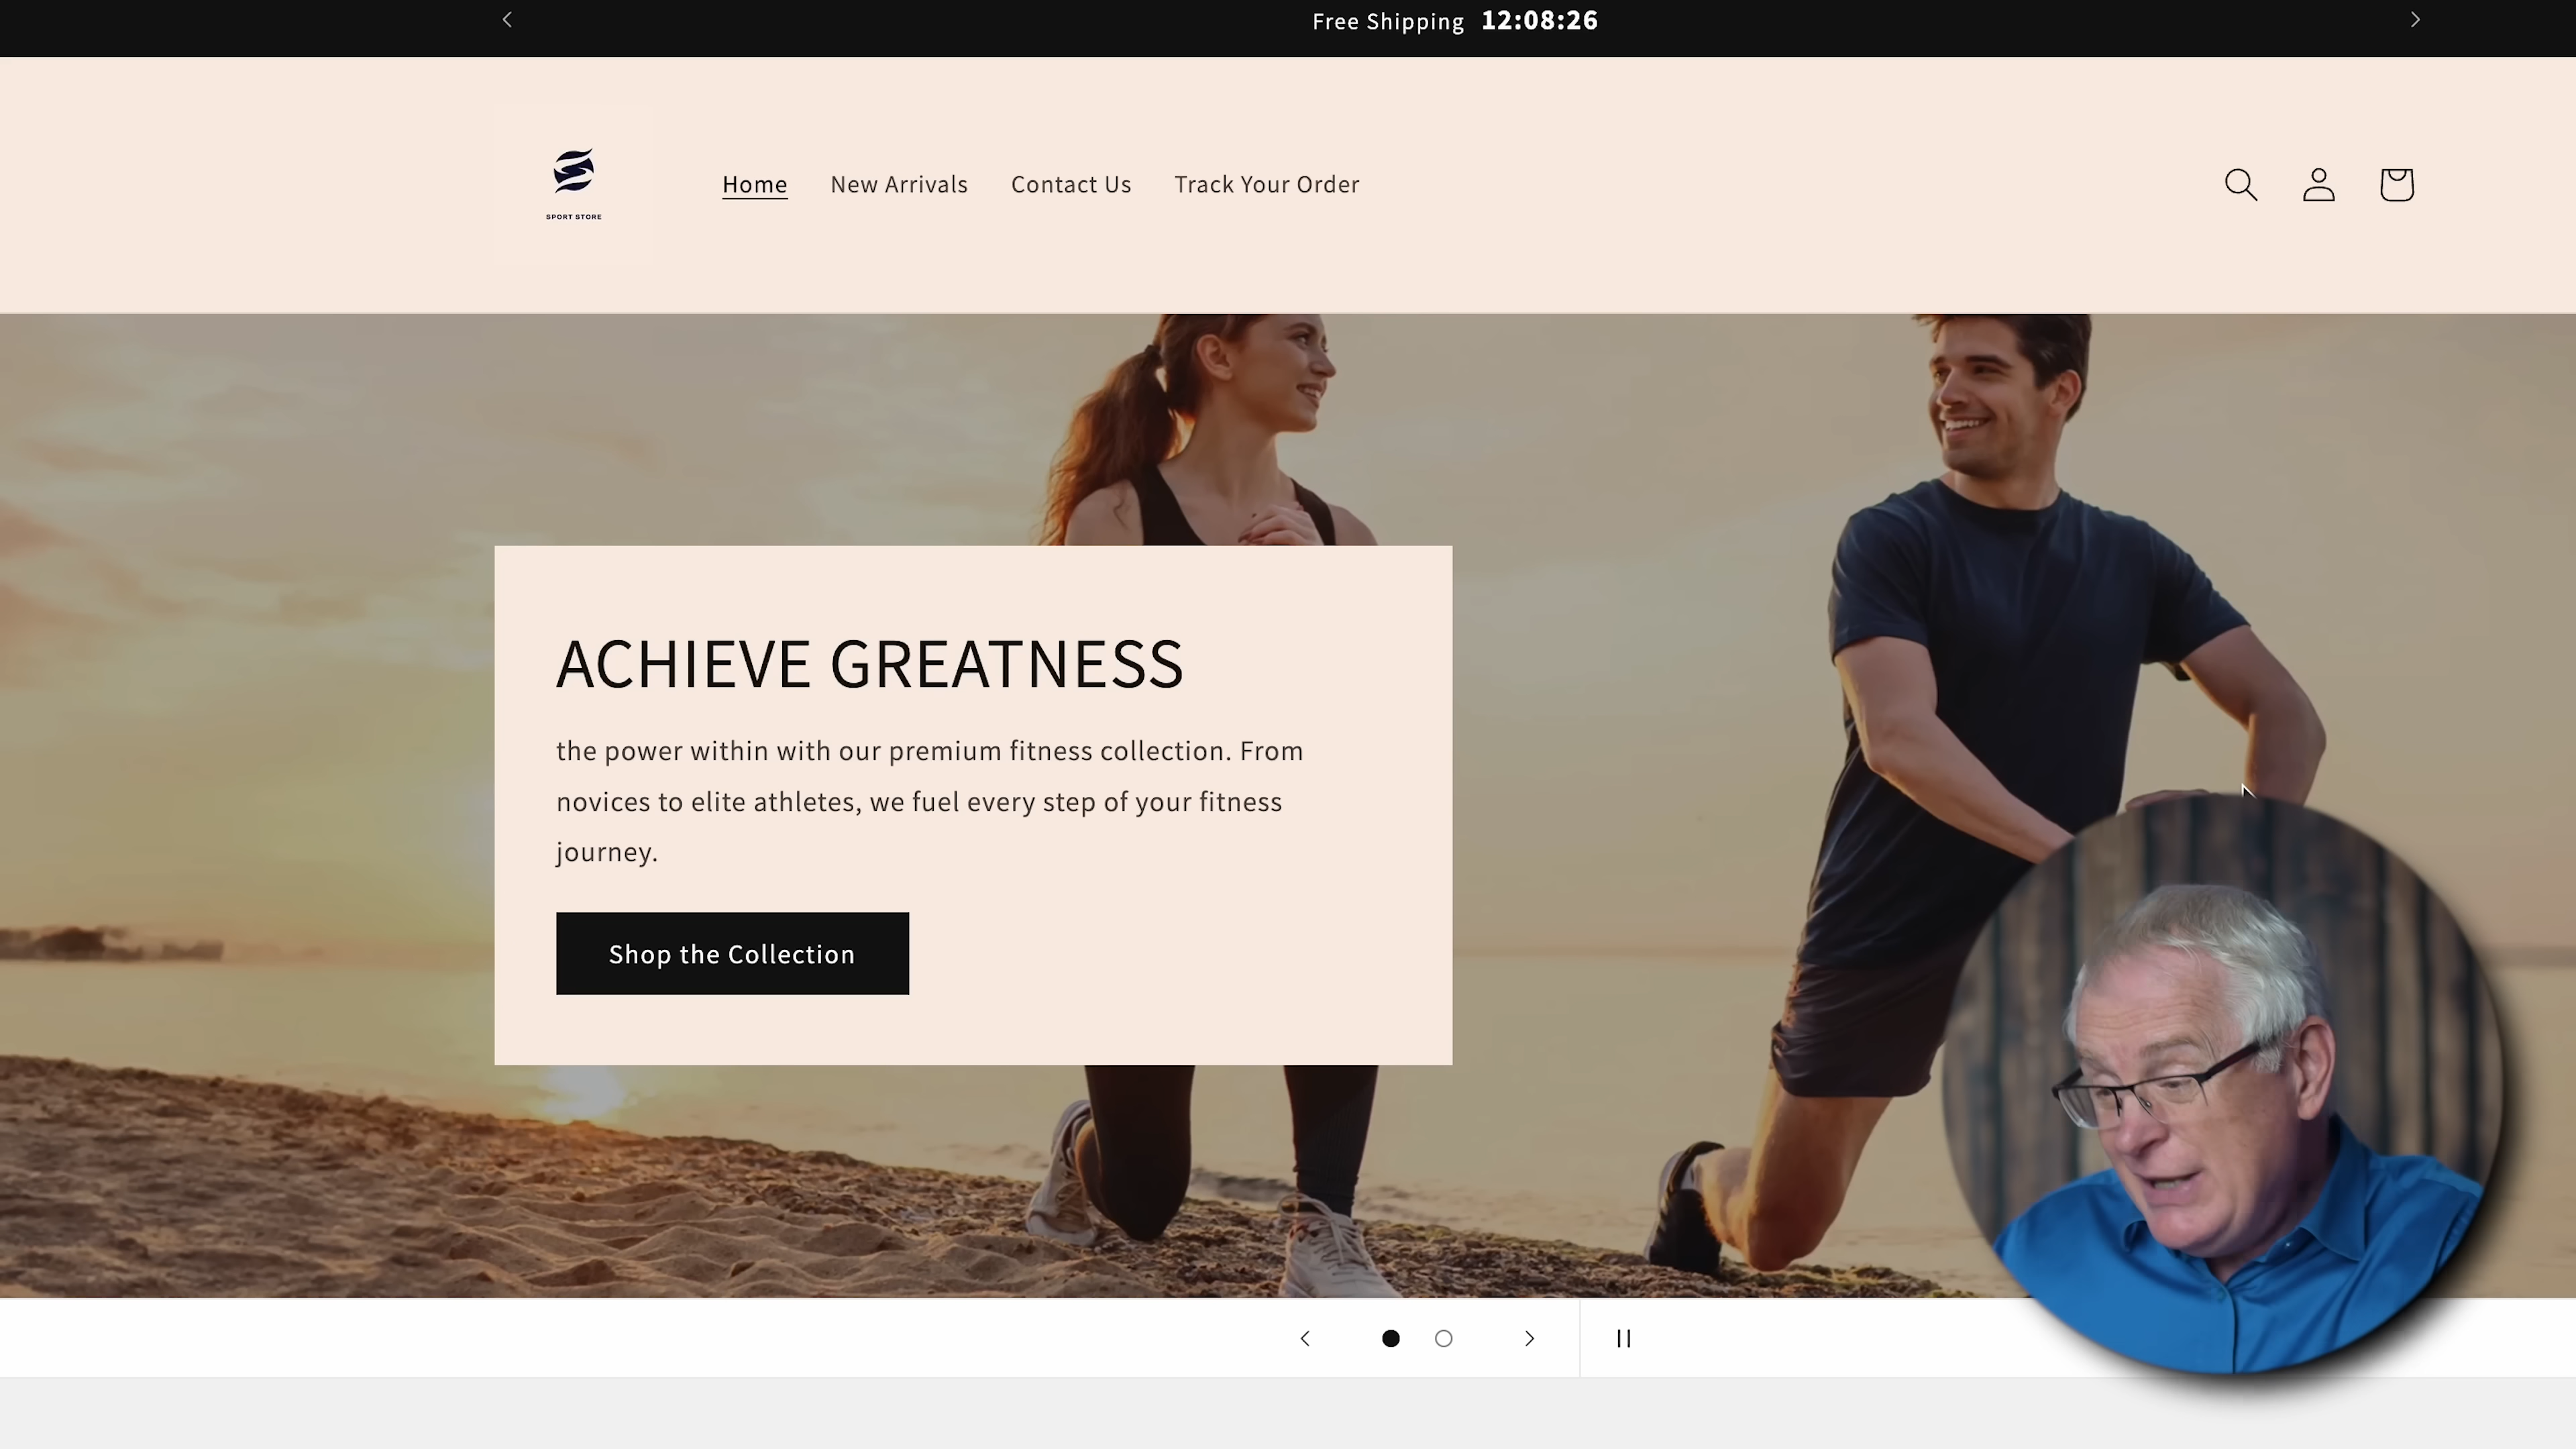 Free Shipping 12:08:26
SPORT STORE
Home New Arrivals Contact Us Track Your Order
ACHIEVE GREATNESS
the power within with our premium fitness collection. From
novices to elite athletes, we fuel every step of your fitness
journey.
Shop the Collection